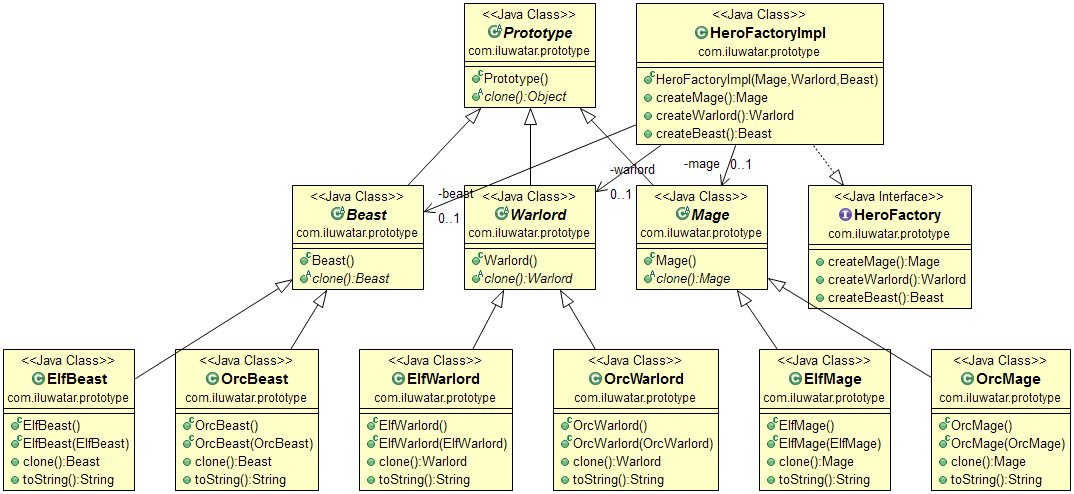 <<Java Class>>
Prototype
com.iluwatar.prototype
Prototype()
clone():Object
<<Java Class>>
HeroFactoryImpl
com.iluwatar.prototype
HeroFactoryImpl(Mage,Warlord,Beast)
createMage():Mage
createWarlord():Warlord
createBeast():Beast
-beast
0..1
-warlord
0..1
-mage
0..1
<<Java Class>>
Beast
com.iluwatar.prototype
Beast()
clone():Beast
<<Java Class>>
Warlord
com.iluwatar.prototype
Warlord()
clone():Warlord
<<Java Class>>
Mage
com.iluwatar.prototype
Mage()
clone():Mage
<<Java Interface>>
HeroFactory
com.iluwatar.prototype
createMage():Mage
createWarlord():Warlord
createBeast():Beast
<<Java Class>>
ElfBeast
com.iluwatar.prototype
ElfBeast()
ElfBeast(ElfBeast)
clone():Beast
toString():String
<<Java Class>>
OrcBeast
com.iluwatar.prototype
OrcBeast()
OrcBeast(OrcBeast)
clone():Beast
toString():String
<<Java Class>>
ElfWarlord
com.iluwatar.prototype
ElfWarlord()
ElfWarlord(ElfWarlord)
clone():Warlord
toString():String
<<Java Class>>
OrcWarlord
com.iluwatar.prototype
OrcWarlord()
OrcWarlord(OrcWarlord)
clone():Warlord
toString():String
<<Java Class>>
ElfMage
com.iluwatar.prototype
ElfMage()
ElfMage(ElfMage)
clone():Mage
toString():String
<<Java Class>>
OrcMage
com.iluwatar.prototype
OrcMage()
OrcMage(OrcMage)
clone():Mage
toString():String